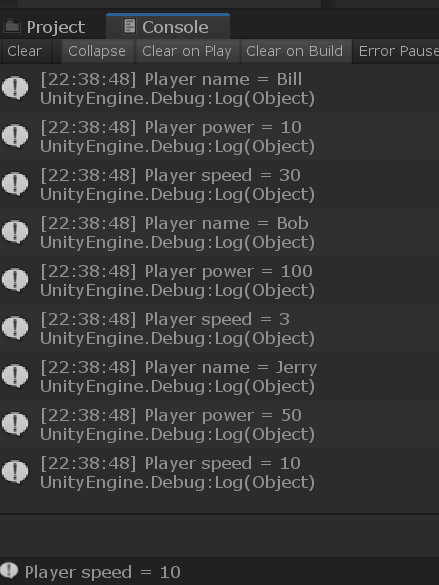 Project Console
Clear Collapse Clear on Play Clear on Build Error Pause
[22:38:48] Player name = Bill
UnityEngine.Debug:Log(Object)
[22:38:48] Player power = 10
UnityEngine.Debug:Log(Object)
[22:38:48] Player speed = 30
UnityEngine.Debug:Log(Object)
[22:38:48] Player name = Bob
UnityEngine.Debug:Log(Object)
[22:38:48] Player power = 100
UnityEngine.Debug:Log(Object)
[22:38:48] Player speed = 3
UnityEngine.Debug:Log(Object)
[22:38:48] Player name = Jerry
UnityEngine.Debug:Log(Object)
[22:38:48] Player power = 50
UnityEngine.Debug:Log(Object)
[22:38:48] Player speed = 10
UnityEngine.Debug:Log(Object)
Player speed = 10